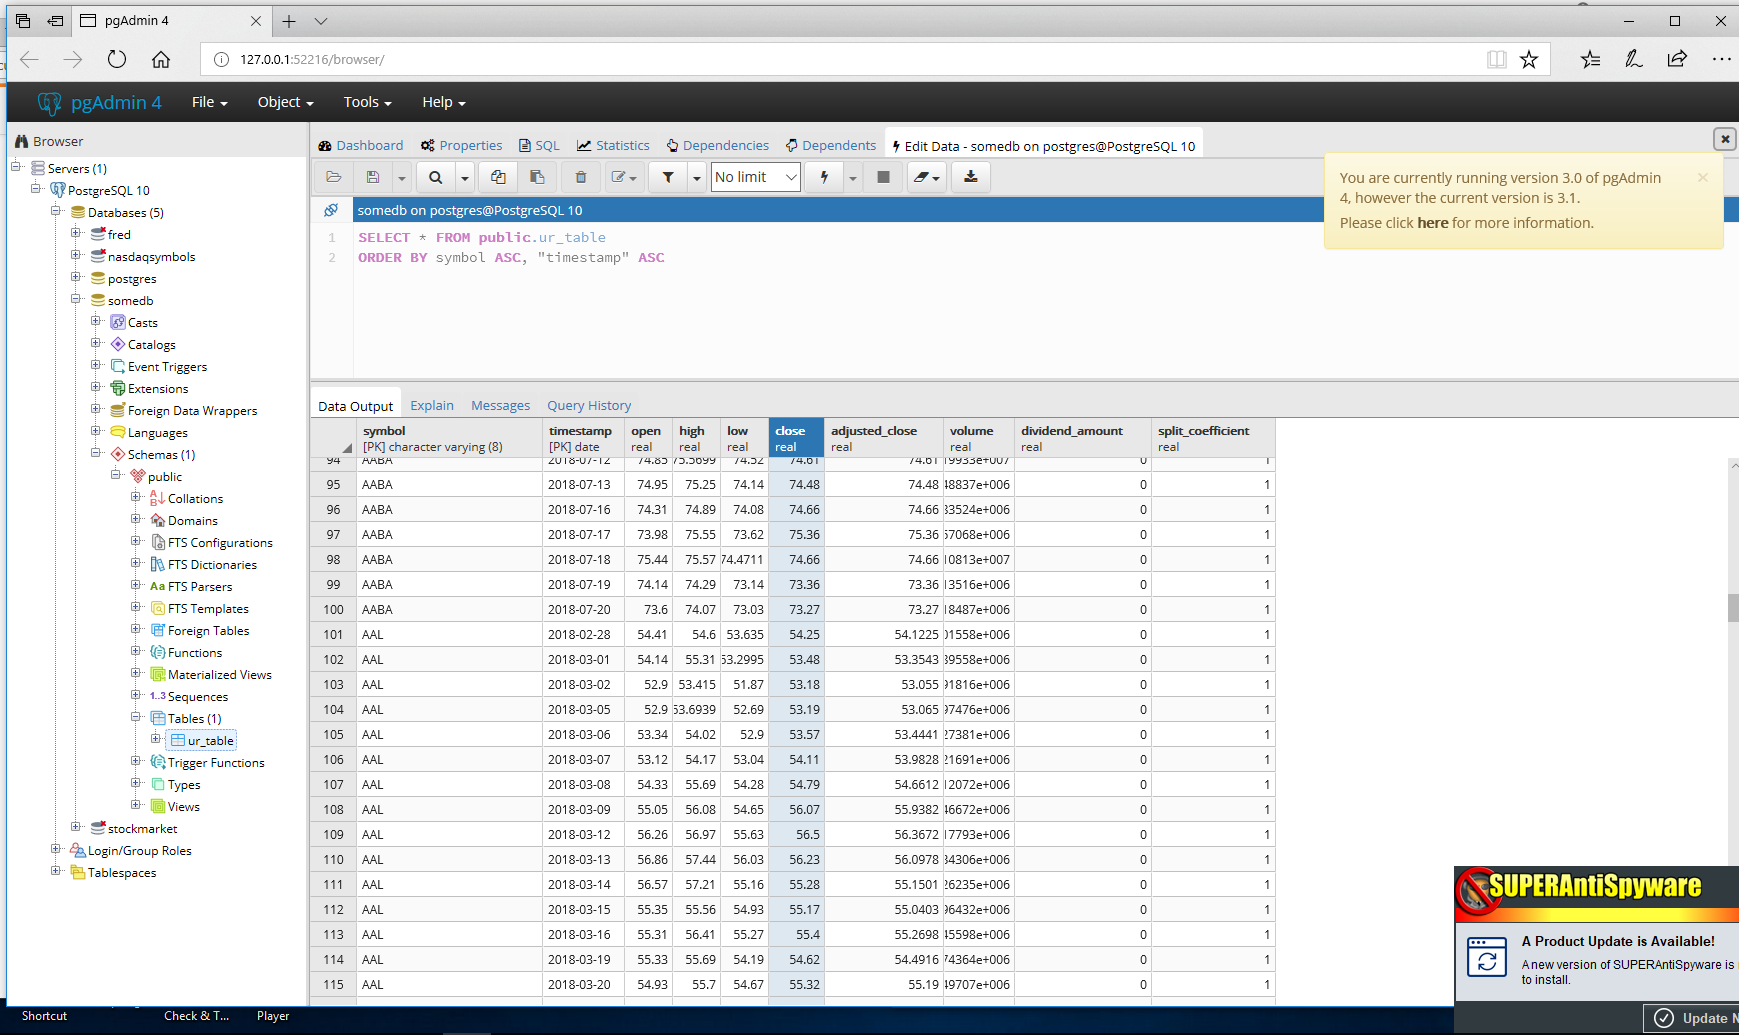 pgAdmin 4
127.0.0.1:52216/browser/
pgAdmin 4 File Object Tools Help
Browser
Dashboard Properties SQL Statistics Dependencies Dependents Edit Data - somedb on postgres@PostgreSQL 10
No limit
You are currently running version 3.0 of pgAdmin
4, however the current version is 3.1.
Please click here for more information.
somedb on postgres@PostgreSQL 10
1 SELECT * FROM public.ur_table
2 ORDER BY symbol ASC, "timestamp" ASC
Servers (1)
PostgreSQL 10
Databases (5)
fred
nasdaqsymbols
postgres
somedb
Casts
Catalogs
Event Triggers
Extensions
Foreign Data Wrappers
Languages
Schemas (1)
public
Collations
Domains
FTS Configurations
FTS Dictionaries
Aa FTS Parsers
FTS Templates
Foreign Tables
Functions
Materialized Views
1..3 Sequences
Tables (1)
ur_table
Trigger Functions
Types
Views
stockmarket
Login/Group Roles
Tablespaces
Data Output Explain Messages Query History
symbol timestamp open high low close adjusted_close volume dividend_amount split_coefficient
[PK] character varying (8) [PK] date real real real real real real real real
94 AABA 2018-07-12 74.85 75.5699 74.52 74.61 74.61 19933e+007 0 1
95 AABA 2018-07-13 74.95 75.25 74.14 74.48 74.48 48837e+006 0 1
96 AABA 2018-07-16 74.31 74.89 74.08 74.66 74.66 33524e+006 0 1
97 AABA 2018-07-17 73.98 75.55 73.62 75.36 75.36 57068e+006 0 1
98 AABA 2018-07-18 75.44 75.57 74.4711 74.66 74.66 10813e+007 0 1
99 AABA 2018-07-19 74.14 74.29 73.14 73.36 73.36 13516e+006 0 1
100 AABA 2018-07-20 73.6 74.07 73.03 73.27 73.27 18487e+006 0 1
101 AAL 2018-02-28 54.41 54.6 53.635 54.25 54.1225 01558e+006 0 1
102 AAL 2018-03-01 54.14 55.31 53.2995 53.48 53.3543 39558e+006 0 1
103 AAL 2018-03-02 52.9 53.415 51.87 53.18 53.055 91816e+006 0 1
104 AAL 2018-03-05 52.9 53.6939 52.69 53.19 53.065 97476e+006 0 1
105 AAL 2018-03-06 53.34 54.02 52.9 53.57 53.4441 27381e+006 0 1
106 AAL 2018-03-07 53.12 54.17 53.04 54.11 53.9828 21691e+006 0 1
107 AAL 2018-03-08 54.33 55.69 54.28 54.79 54.6612 12072e+006 0 1
108 AAL 2018-03-09 55.05 56.08 54.65 56.07 55.9382 46672e+006 0 1
109 AAL 2018-03-12 56.26 56.97 55.63 56.5 56.3672 17793e+006 0 1
110 AAL 2018-03-13 56.86 57.44 56.03 56.23 56.0978 34306e+006 0 1
111 AAL 2018-03-14 56.57 57.21 55.16 55.28 55.1501 26235e+006 0 1
112 AAL 2018-03-15 55.35 55.56 54.93 55.17 55.0403 96432e+006 0 1
113 AAL 2018-03-16 55.31 56.41 55.27 55.4 55.2698 45598e+006 0 1
114 AAL 2018-03-19 55.33 55.69 54.19 54.62 54.4916 74364e+006 0 1
115 AAL 2018-03-20 54.93 55.7 54.67 55.32 55.19 49707e+006 0 1
SUPERAntiSpyware
A Product Update is Available!
A new version of SUPERAntiSpyware is
to install.
Update N
Shortcut Check & T... Player